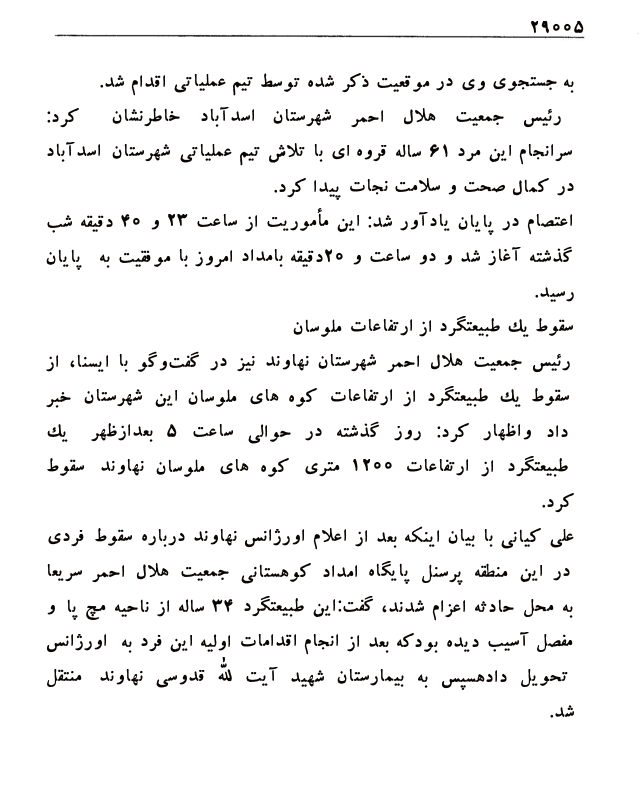 ۲۹۰۰۵
به جستجوی وی در موقعیت ذکر شده توسط تیم عملیاتی اقدام شد.
رئیس جمعیت هلال احمر شهرستان اسدآباد خاطرنشان کرد:
سرانجام این مرد ۶۱ ساله قروه ای با تلاش تیم عملیاتی شهرستان اسدآباد
در کمال صحت و سلامت نجات پیدا کرد.
اعتصام در پایان یادآور شد: این مأموریت از ساعت ۲۳ و ۴۰ دقیقه شب
گذشته آغاز شد و دو ساعت و ۲۰دقیقه بامداد امروز با موفقیت به پایان
رسید.
سقوط یك طبیعتگرد از ارتفاعات ملوسان
رئیس جمعیت هلال احمر شهرستان نهاوند نیز در گفت‌وگو با ایسنا، از
سقوط یك طبیعتگرد از ارتفاعات کوه های ملوسان این شهرستان خبر
داد واظهار کرد: روز گذشته در حوالی ساعت ۵ بعدازظهر یك
طبیعتگرد از ارتفاعات ۱۲۰۰ متری کوه های ملوسان نهاوند سقوط
کرد.
علی کیانی با بیان اینکه بعد از اعلام اورژانس نهاوند درباره سقوط فردی
در این منطقه پرسنل پایگاه امداد کوهستانی جمعیت هلال احمر سریعا
به محل حادثه اعزام شدند، گفت:این طبیعتگرد ۳۴ ساله از ناحیه مچ پا و
مفصل آسیب دیده بودکه بعد از انجام اقدامات اولیه این فرد به اورژانس
تحویل دادهسپس به بیمارستان شهید آیت لله قدوسی نهاوند منتقل
شد.